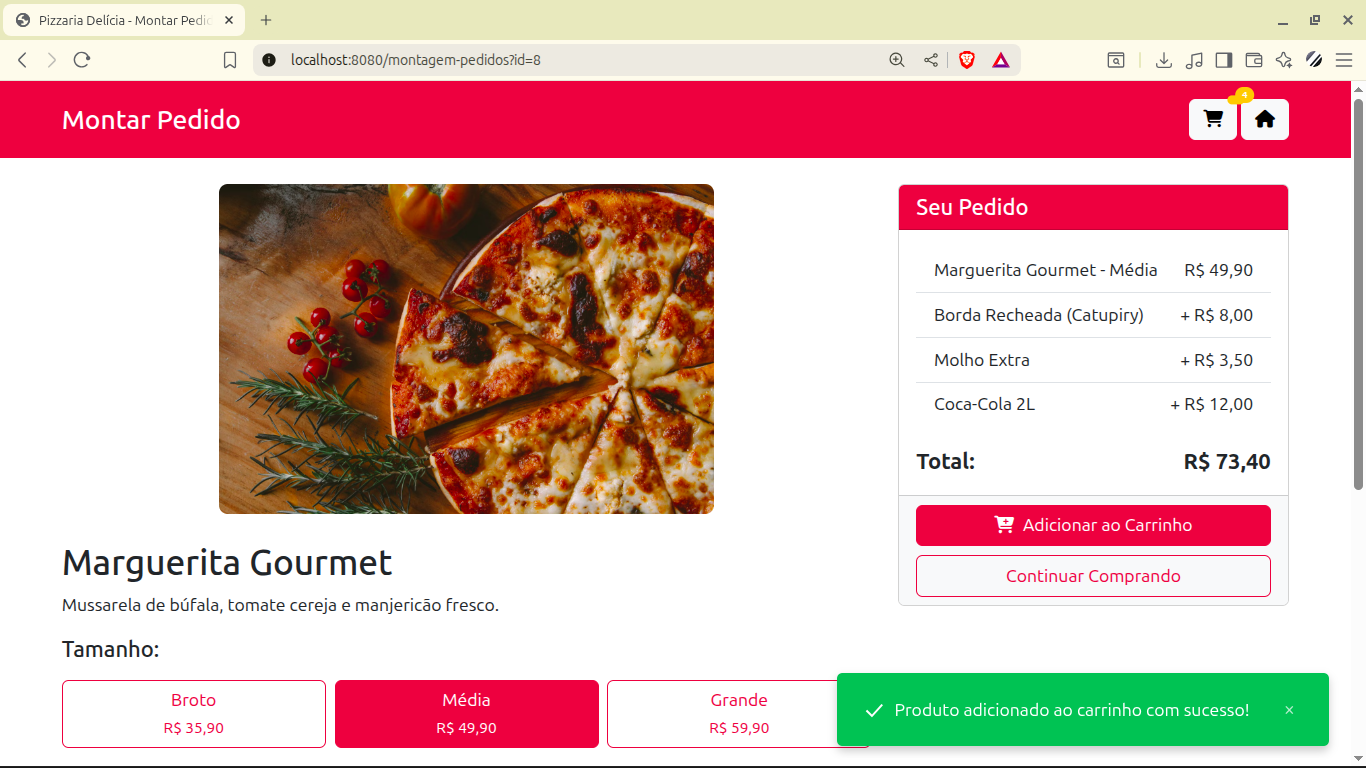 Pizzaria Delícia - Montar Pedic
localhost:8080/montagem-pedidos?id=8
Montar Pedido
4
Seu Pedido
Marguerita Gourmet - Média R$ 49,90
Borda Recheada (Catupiry) + R$ 8,00
Molho Extra + R$ 3,50
Coca-Cola 2L + R$ 12,00
Total: R$ 73,40
Adicionar ao Carrinho
Continuar Comprando
Marguerita Gourmet
Mussarela de búfala, tomate cereja e manjericão fresco.
Tamanho:
Broto
R$ 35,90
Média
R$ 49,90
Grande
R$ 59,90
Produto adicionado ao carrinho com sucesso! ×